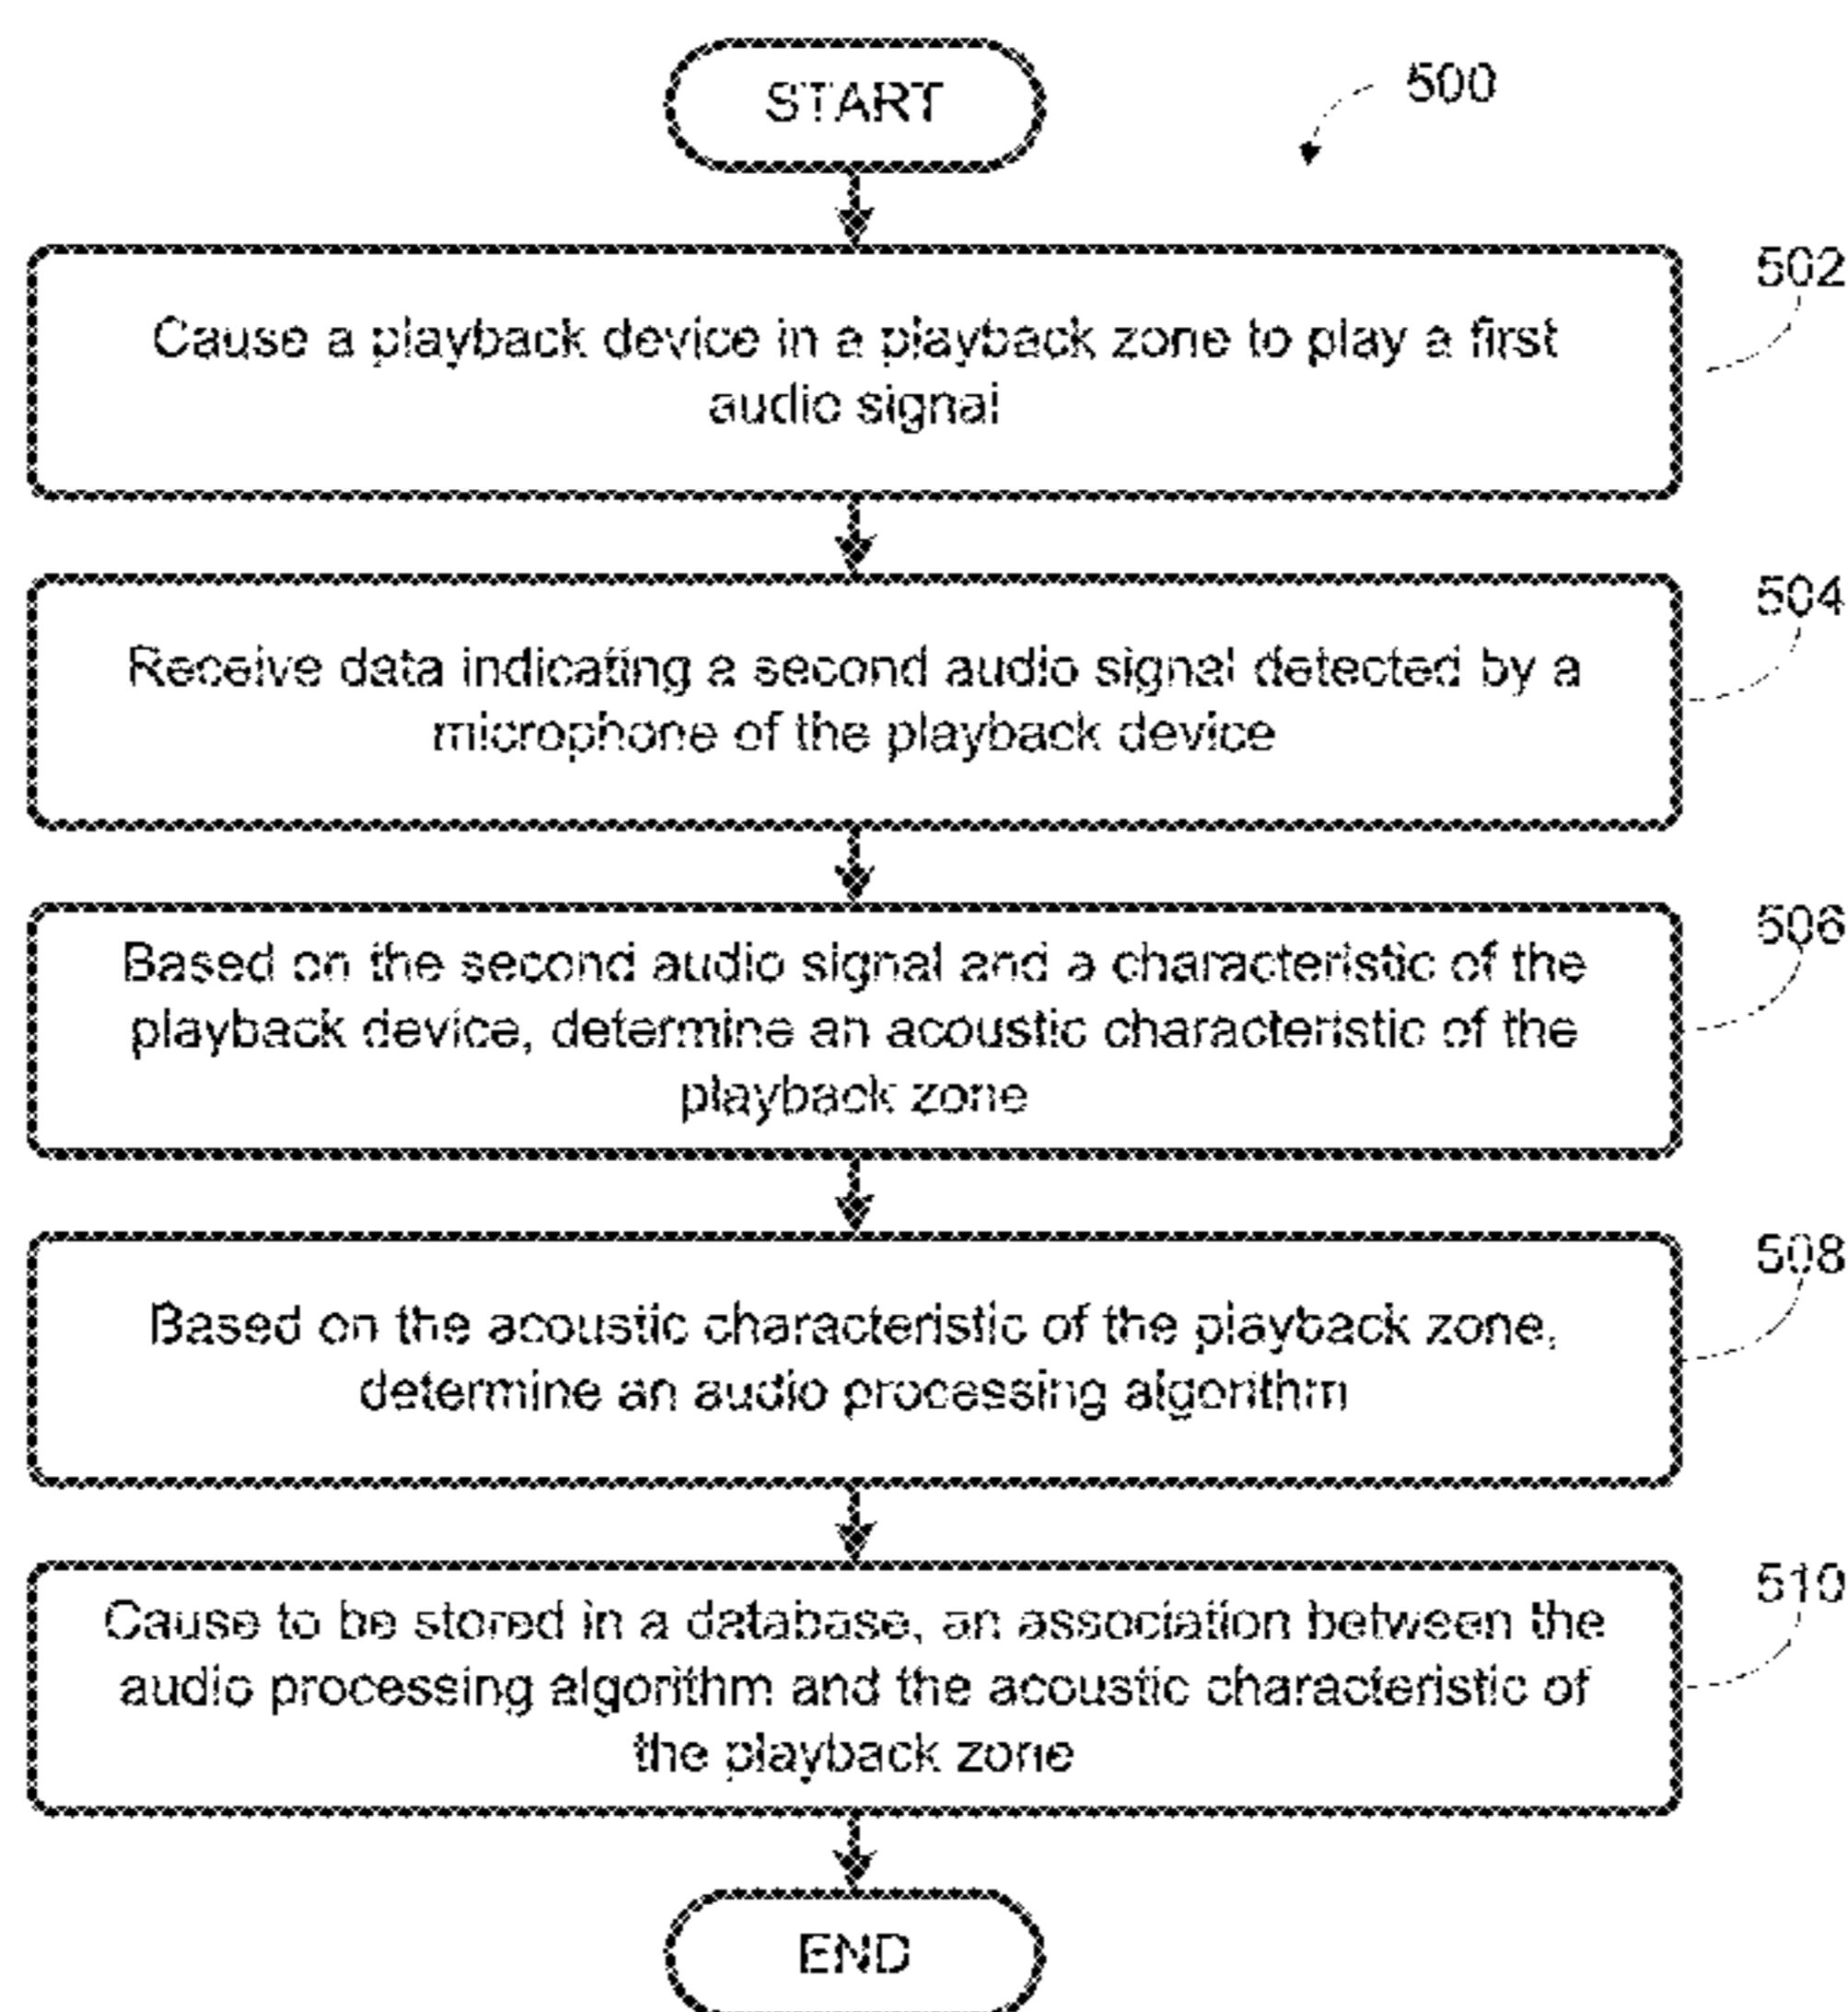 START
500
502
Cause a playback device in a playback zone to play a first
audio signal
504
Receive data indicating a second audio signal detected by a
microphone of the playback device
506
Based on the second audio signal and a characteristic of the
playback device, determine an acoustic characteristic of the
playback zone
508
Based on the acoustic characteristic of the playback zone,
determine an audio processing algorithm
510
Cause to be stored in a database, an association between the
audio processing algorithm and the acoustic characteristic of
the playback zone
END